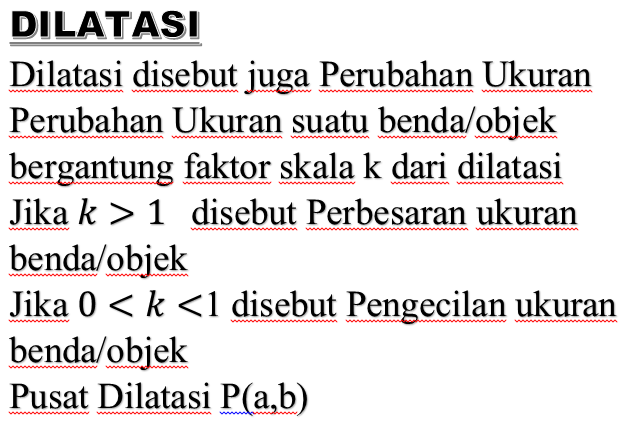 DILATASI
Dilatasi disebut juga Perubahan Ukuran
Perubahan Ukuran suatu benda/objek
bergantung faktor skala k dari dilatasi
Jika k > 1 disebut Perbesaran ukuran
benda/objek
Jika 0 < k <1 disebut Pengecilan ukuran
benda/objek
Pusat Dilatasi P(a,b)